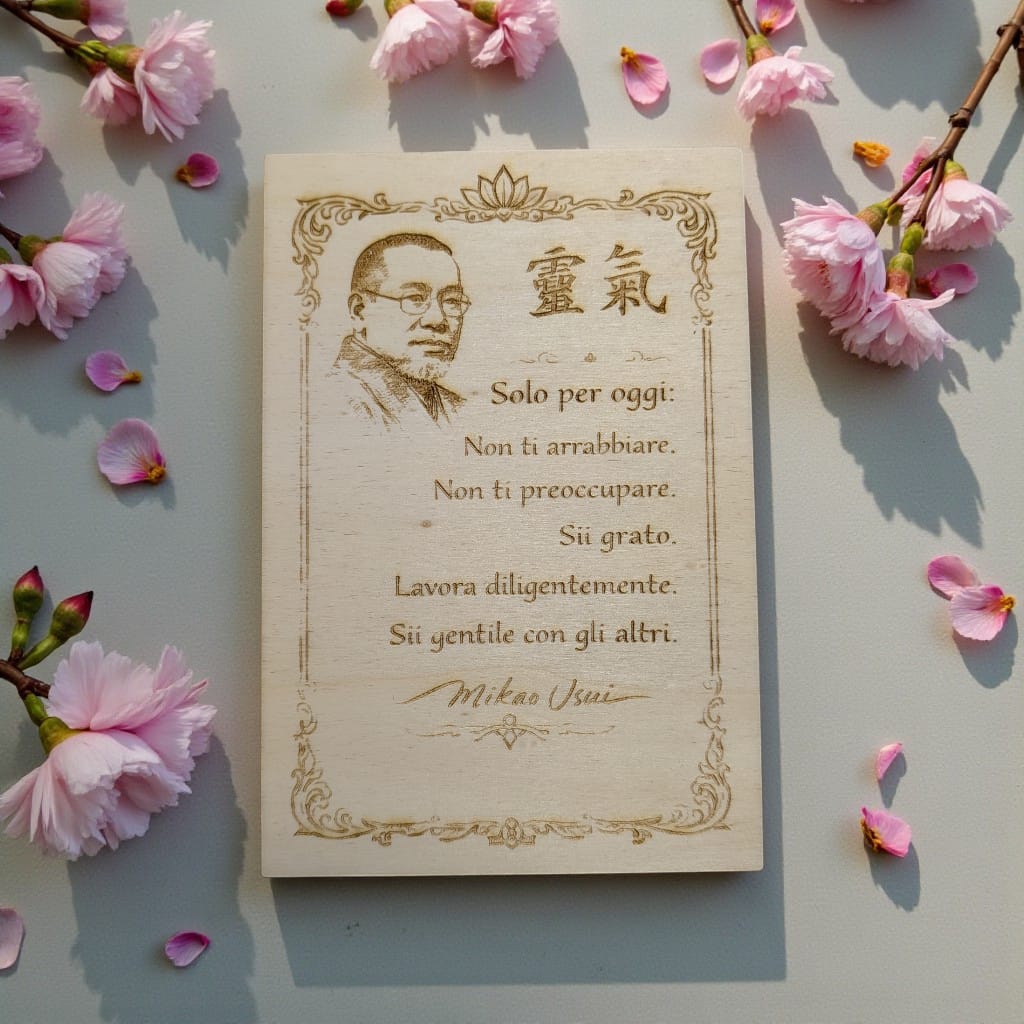 靈氣
Solo per oggi:
Non ti arrabbiare.
Non ti preoccupare.
Sii grato.
Lavora diligentemente.
Sii gentile con gli altri.
Mikao Usui